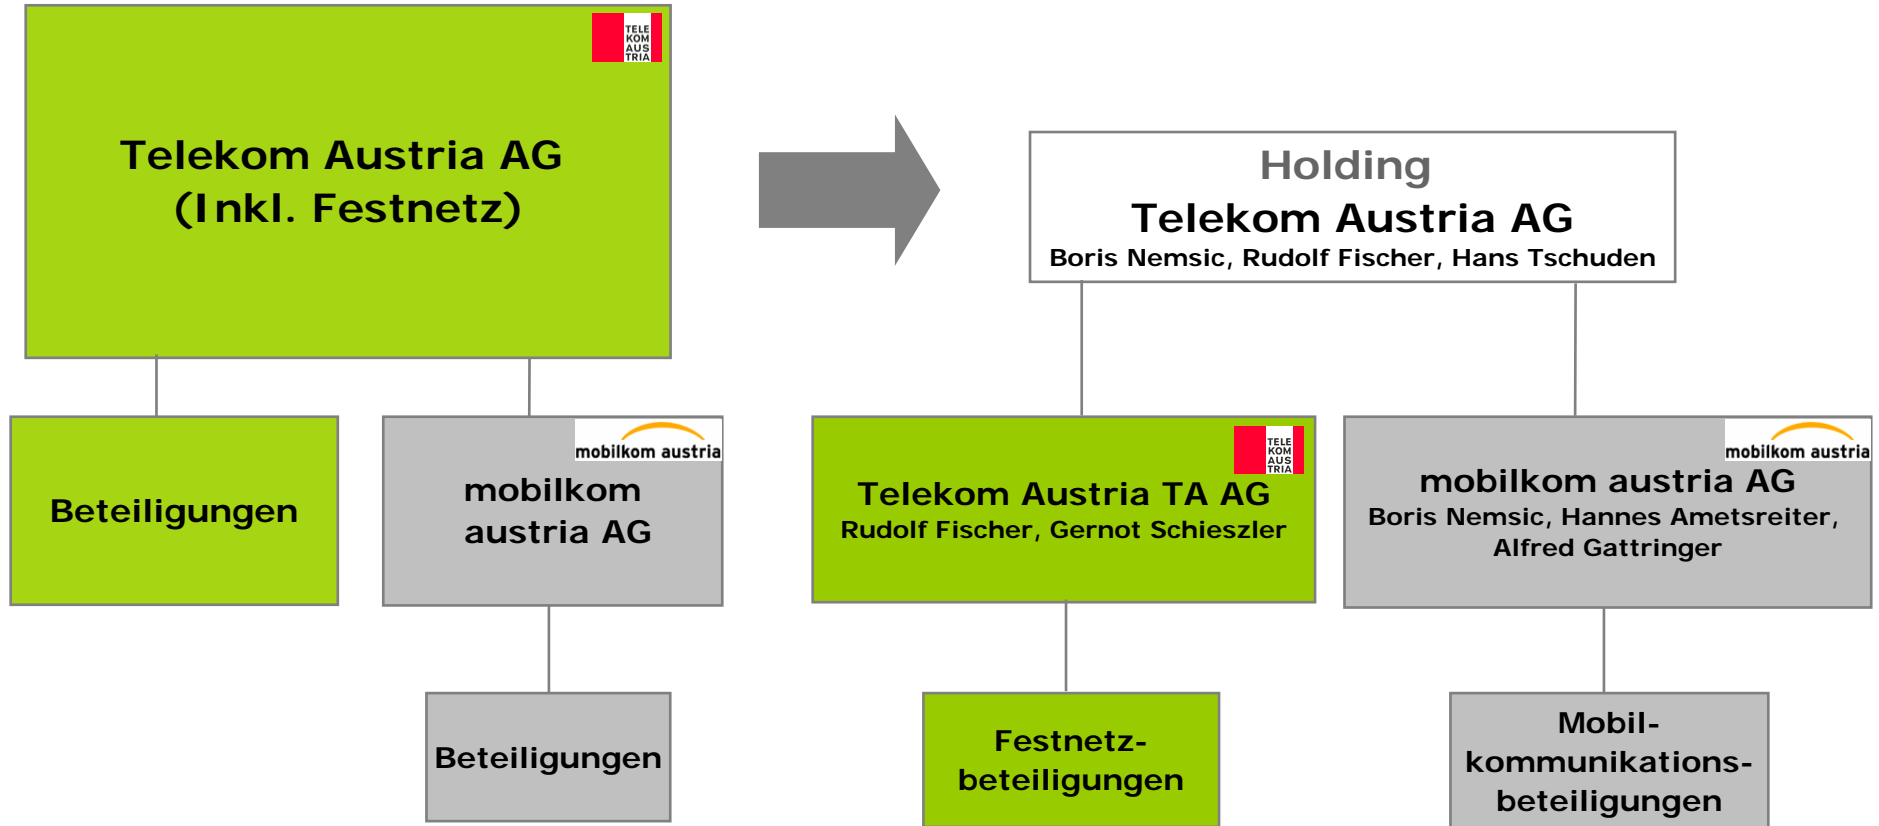 TELE
KOM
AUS
TRIA
Telekom Austria AG
(Inkl. Festnetz)
Beteiligungen
mobilkom austria
mobilkom
austria AG
Beteiligungen
Holding
Telekom Austria AG
Boris Nemsic, Rudolf Fischer, Hans Tschuden
TELE
KOM
AUS
TRIA
Telekom Austria TA AG
Rudolf Fischer, Gernot Schieszler
mobilkom austria
mobilkom austria AG
Boris Nemsic, Hannes Ametsreiter,
Alfred Gattringer
Festnetz-
beteiligungen
Mobil-
kommunikations-
beteiligungen